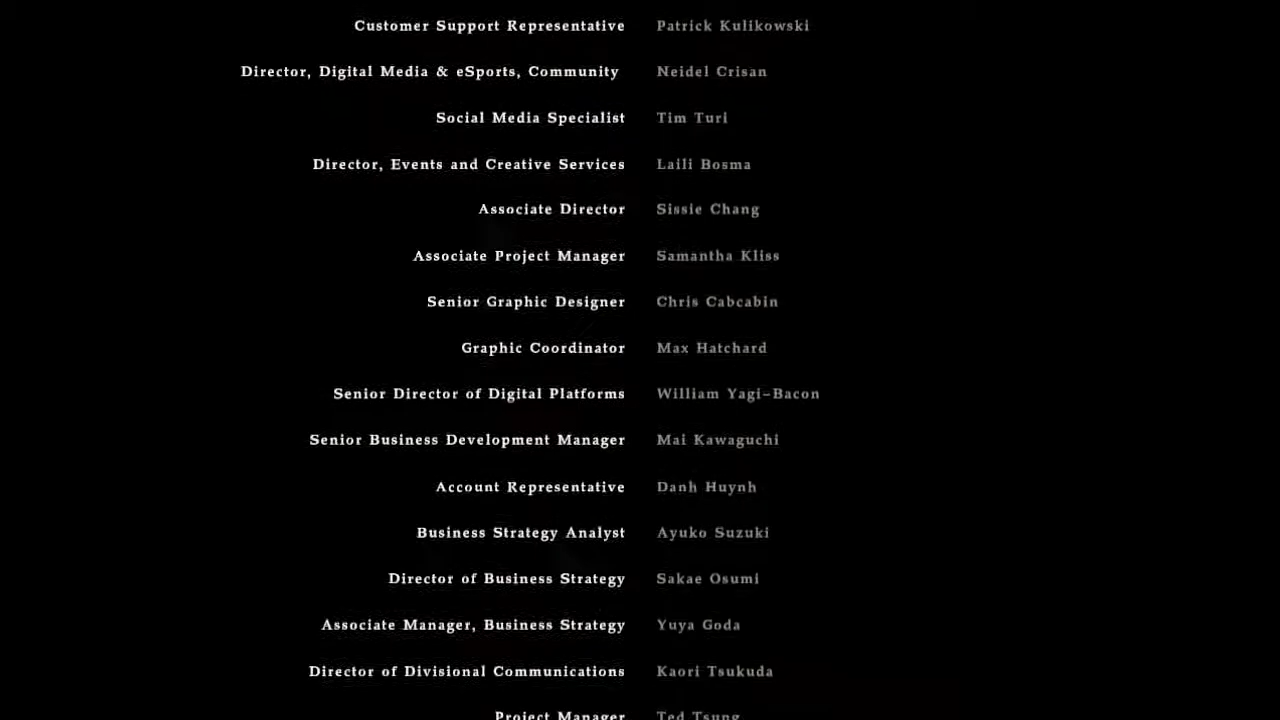 Customer Support Representative Patrick Kulikowski
Director, Digital Media & eSports, Community Neidel Crisan
Social Media Specialist Tim Turi
Director, Events and Creative Services Laili Bosma
Associate Director Sissie Chang
Associate Project Manager Samantha Kliss
Senior Graphic Designer Chris Cabcabin
Graphic Coordinator Max Hatchard
Senior Director of Digital Platforms William Yagi-Bacon
Senior Business Development Manager Mai Kawaguchi
Account Representative Danh Huynh
Business Strategy Analyst Ayuko Suzuki
Director of Business Strategy Sakae Osumi
Associate Manager, Business Strategy Yuya Goda
Director of Divisional Communications Kaori Tsukuda
Project Manager Ted Tsung